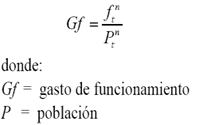 Gf = f_t^n / P_t^n
donde:
Gf = gasto de funcionamiento
P = población